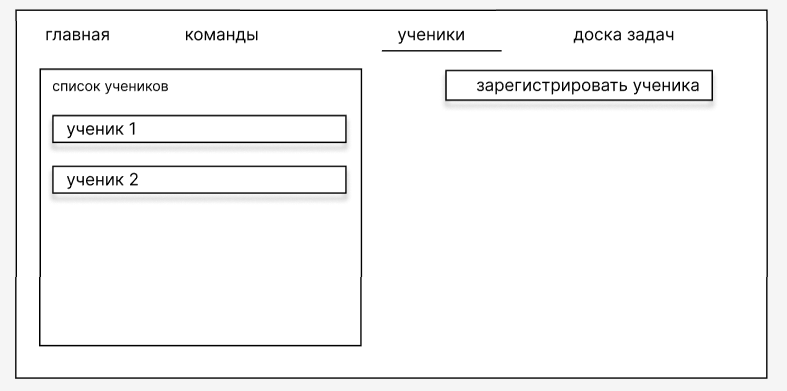 главная
команды
ученики
доска задач
список учеников
зарегистрировать ученика
ученик 1
ученик 2